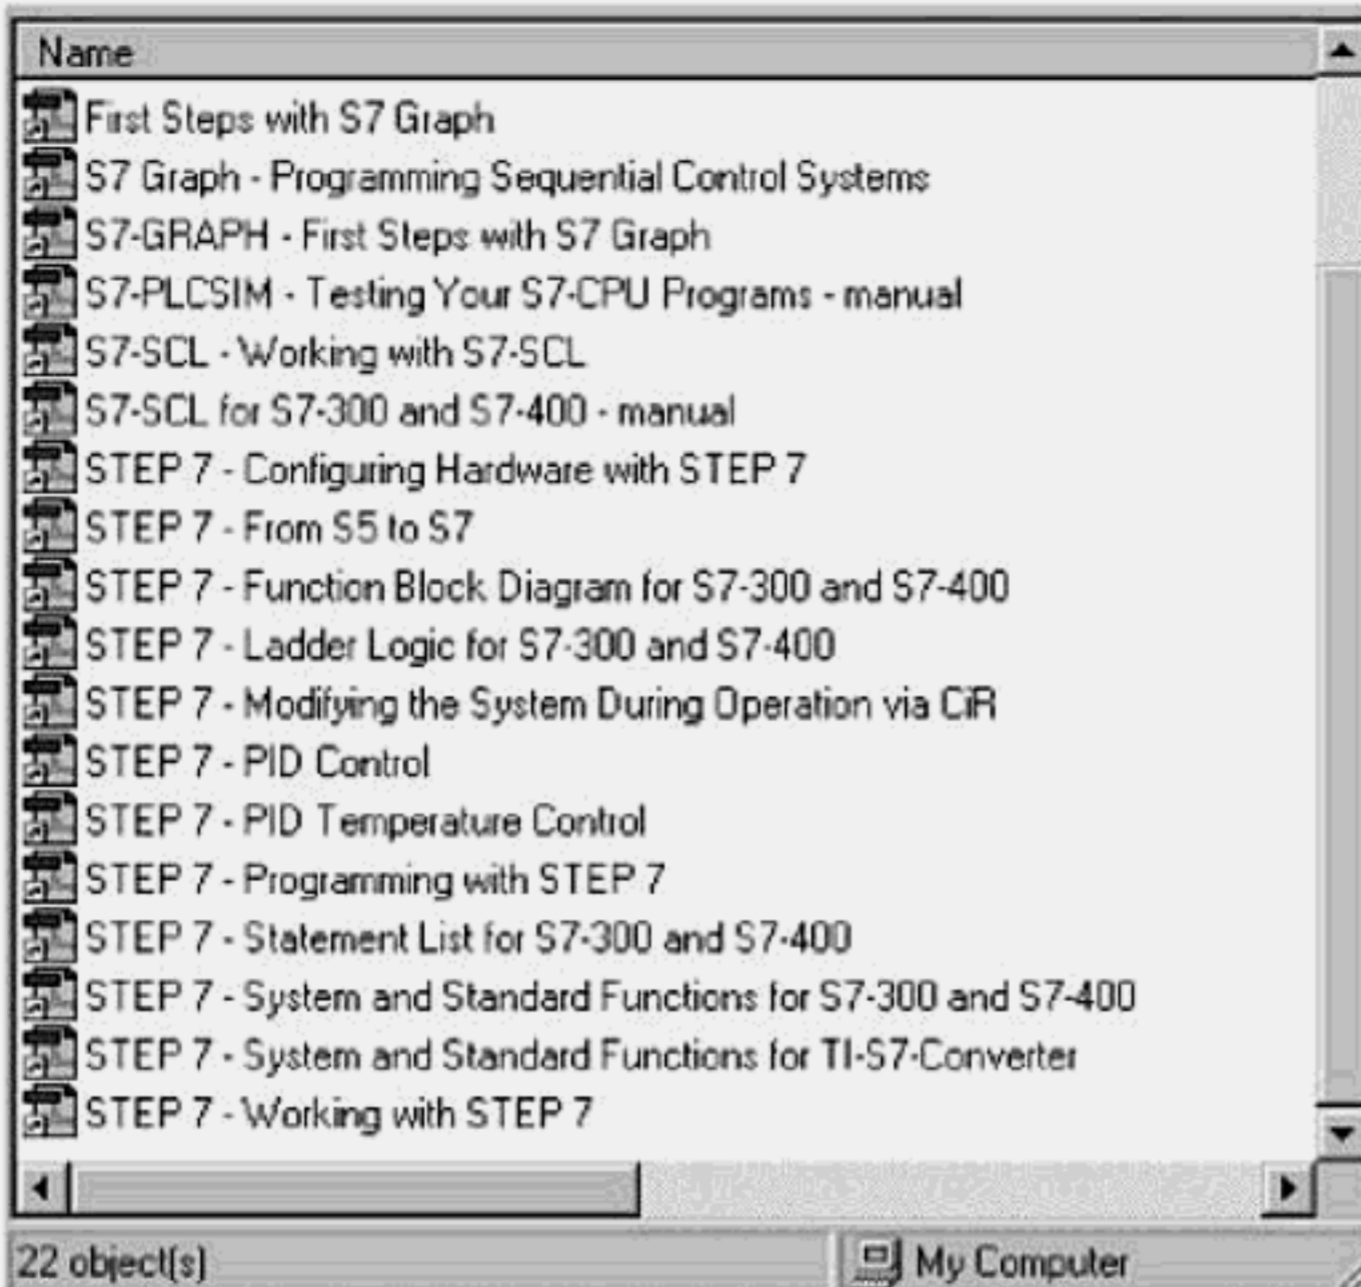 Name
First Steps with S7 Graph
S7 Graph - Programming Sequential Control Systems
S7-GRAPH - First Steps with S7 Graph
S7-PLCSIM - Testing Your S7-CPU Programs - manual
S7-SCL - Working with S7-SCL
S7-SCL for S7-300 and S7-400 - manual
STEP 7 - Configuring Hardware with STEP 7
STEP 7 - From S5 to S7
STEP 7 - Function Block Diagram for S7-300 and S7-400
STEP 7 - Ladder Logic for S7-300 and S7-400
STEP 7 - Modifying the System During Operation via CiR
STEP 7 - PID Control
STEP 7 - PID Temperature Control
STEP 7 - Programming with STEP 7
STEP 7 - Statement List for S7-300 and S7-400
STEP 7 - System and Standard Functions for S7-300 and S7-400
STEP 7 - System and Standard Functions for TI-S7-Converter
STEP 7 - Working with STEP 7
22 object(s) My Computer